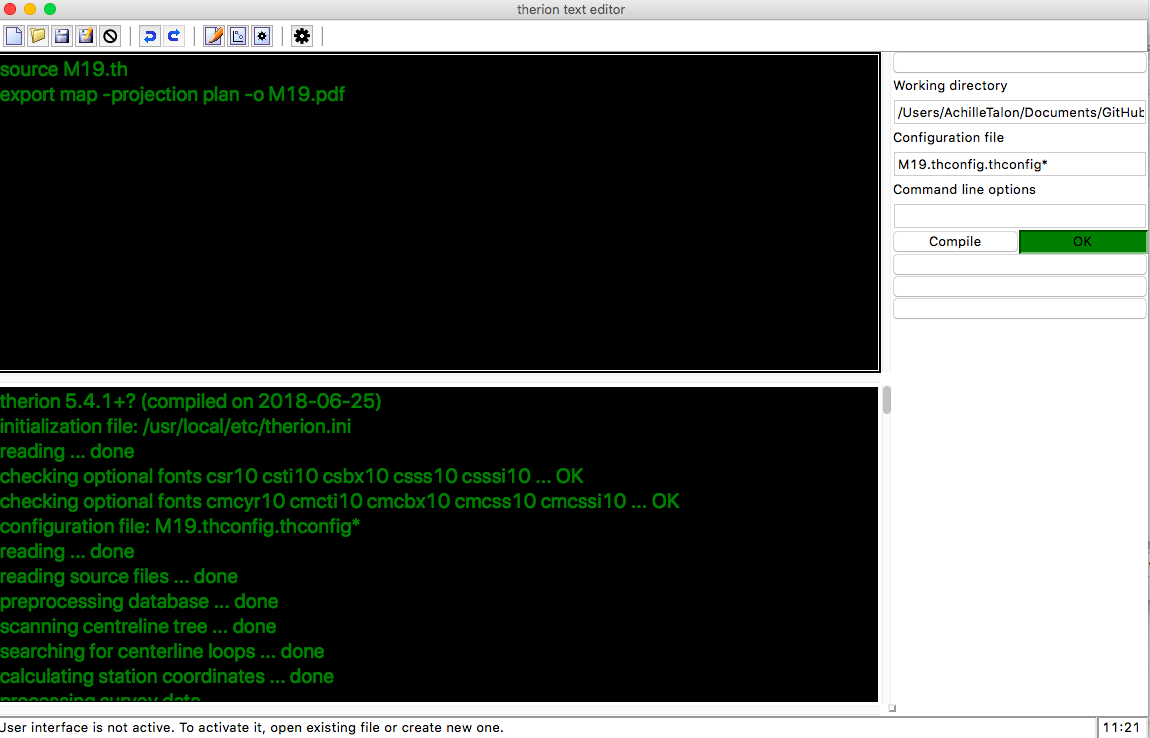 therion text editor
source M19.th
export map -projection plan -o M19.pdf
Working directory
/Users/AchilleTalon/Documents/GitHub
Configuration file
M19.thconfig.thconfig*
Command line options
Compile
OK
therion 5.4.1+? (compiled on 2018-06-25)
initialization file: /usr/local/etc/therion.ini
reading ... done
checking optional fonts csr10 csti10 csbx10 csss10 csssi10 ... OK
checking optional fonts cmcyr10 cmcti10 cmcbx10 cmcss10 cmcssi10 ... OK
configuration file: M19.thconfig.thconfig*
reading ... done
reading source files ... done
preprocessing database ... done
scanning centreline tree ... done
searching for centerline loops ... done
calculating station coordinates ... done
processing survey data
User interface is not active. To activate it, open existing file or create new one.
11:21